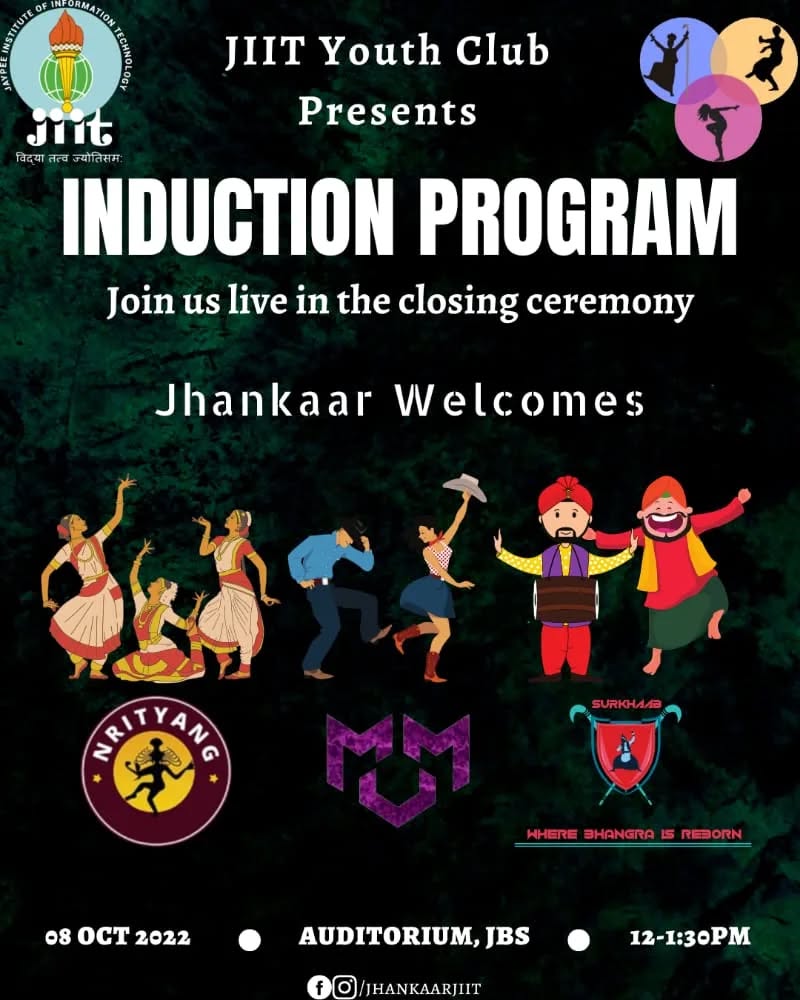 JAYPEE INSTITUTE OF INFORMATION TECHNOLOGY
jiit
विद्या तत्व ज्योतिसमः
JIIT Youth Club
Presents
INDUCTION PROGRAM
Join us live in the closing ceremony
Jhankaar Welcomes
NRITYANG
MJM
SURKHAAB
WHERE BHANGRA IS REBORN
08 OCT 2022 ● AUDITORIUM, JBS ● 12-1:30PM
/JHANKAARJIIT